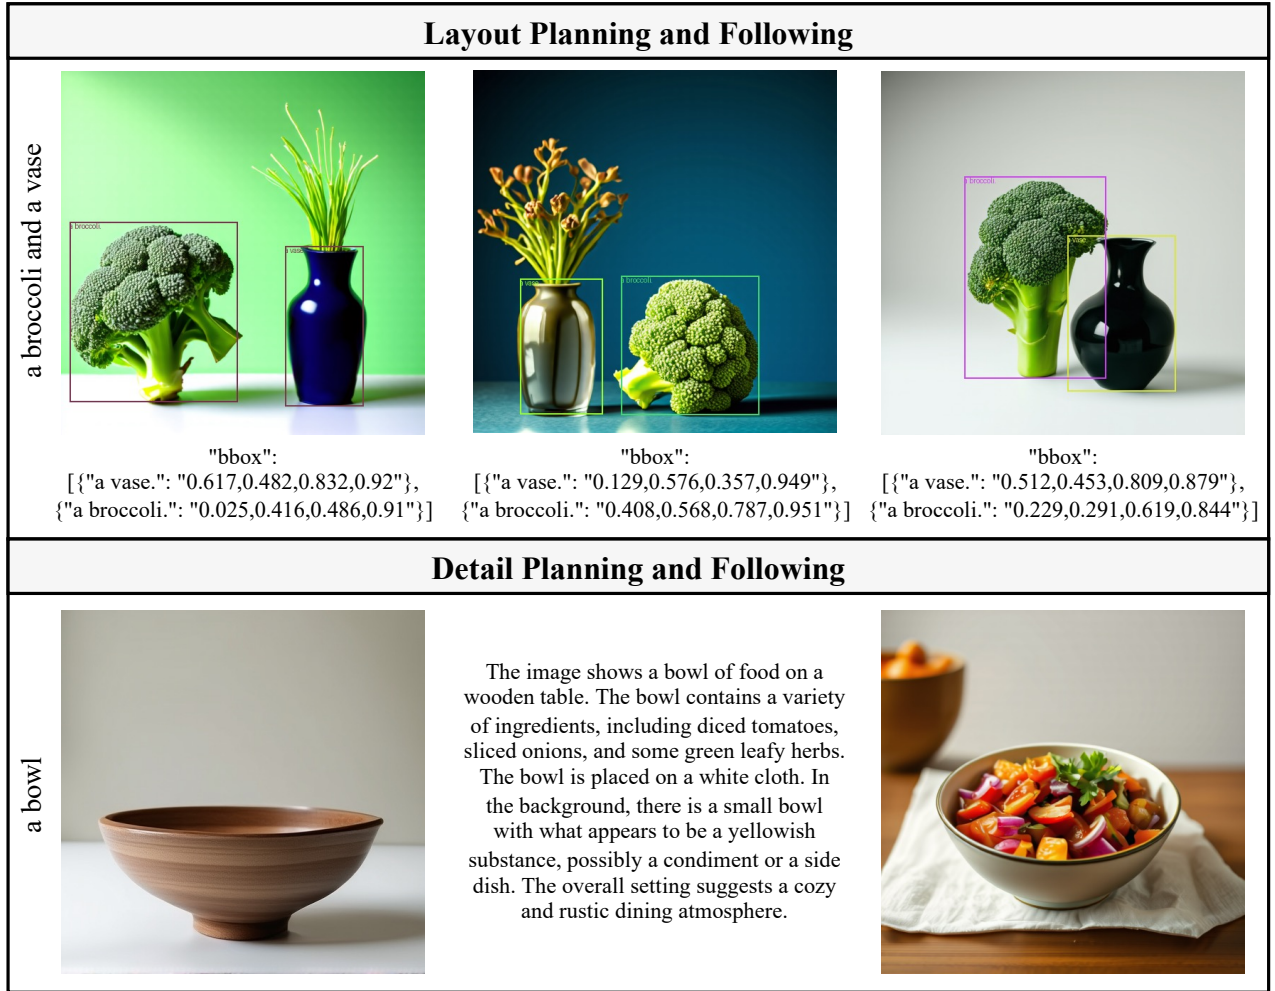 Layout Planning and Following
a broccoli and a vase
a broccoli.
a vase.
a vase.
a broccoli.
a broccoli.
a vase.
"bbox":
[{"a vase.": "0.617,0.482,0.832,0.92"},
{"a broccoli.": "0.025,0.416,0.486,0.91"}]
"bbox":
[{"a vase.": "0.129,0.576,0.357,0.949"},
{"a broccoli.": "0.408,0.568,0.787,0.951"}]
"bbox":
[{"a vase.": "0.512,0.453,0.809,0.879"},
{"a broccoli.": "0.229,0.291,0.619,0.844"}]
Detail Planning and Following
a bowl
The image shows a bowl of food on a
wooden table. The bowl contains a variety
of ingredients, including diced tomatoes,
sliced onions, and some green leafy herbs.
The bowl is placed on a white cloth. In
the background, there is a small bowl
with what appears to be a yellowish
substance, possibly a condiment or a side
dish. The overall setting suggests a cozy
and rustic dining atmosphere.